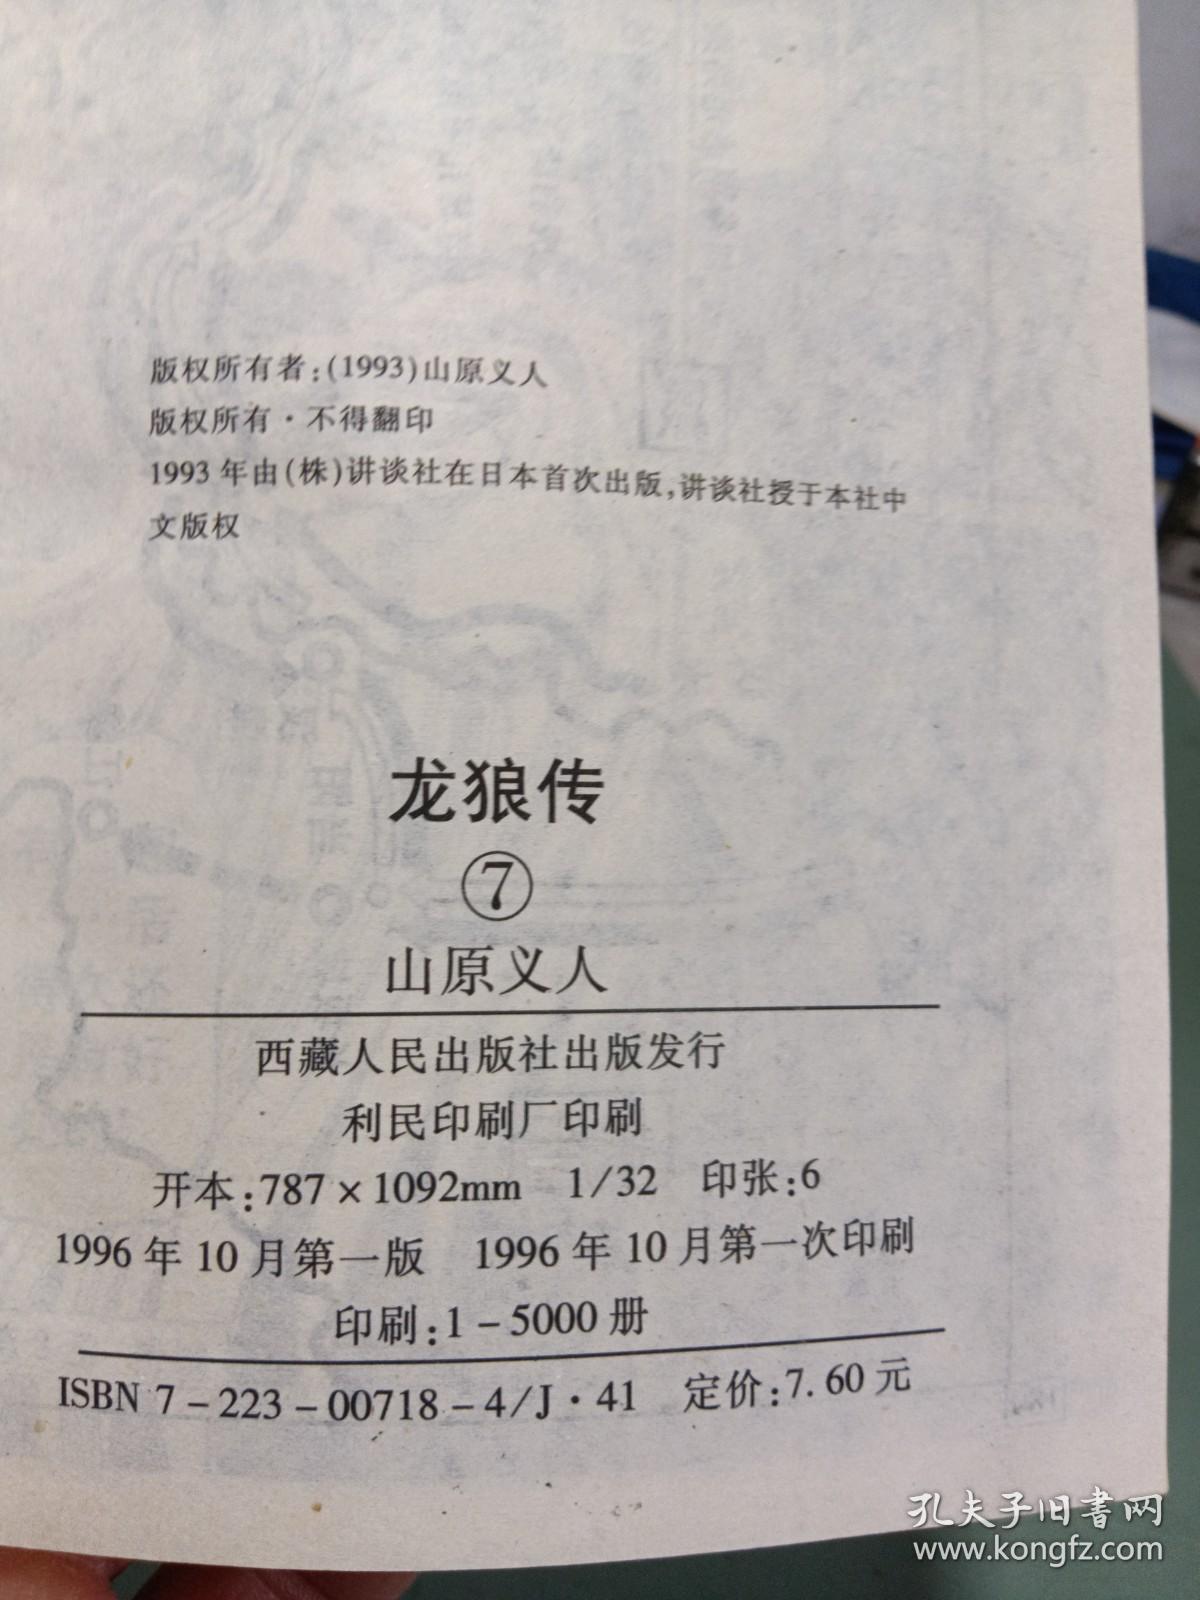 版权所有者:(1993)山原义人
版权所有·不得翻印
1993年由(株)讲谈社在日本首次出版,讲谈社授于本社中
文版权
龙狼传
⑦
山原义人
西藏人民出版社出版发行
利民印刷厂印刷
开本:787×1092mm 1/32 印张:6
1996年10月第一版 1996年10月第一次印刷
印刷:1-5000册
ISBN 7-223-00718-4/J·41 定价:7.60元
孔夫子旧书网
www.kongfz.com